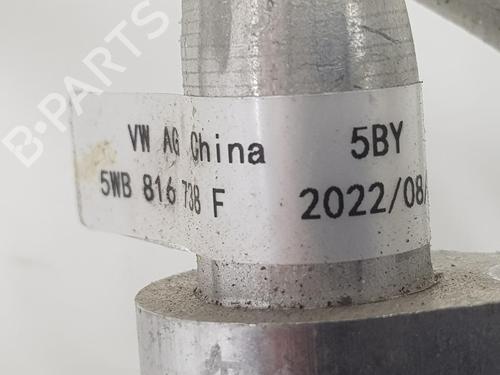 B-PARTS
VW AG China 5BY
5WB 816 738 F 2022/08/